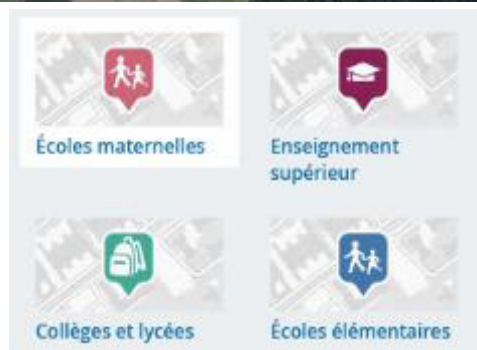 Écoles maternelles
Enseignement
supérieur
Collèges et lycées
Écoles élémentaires